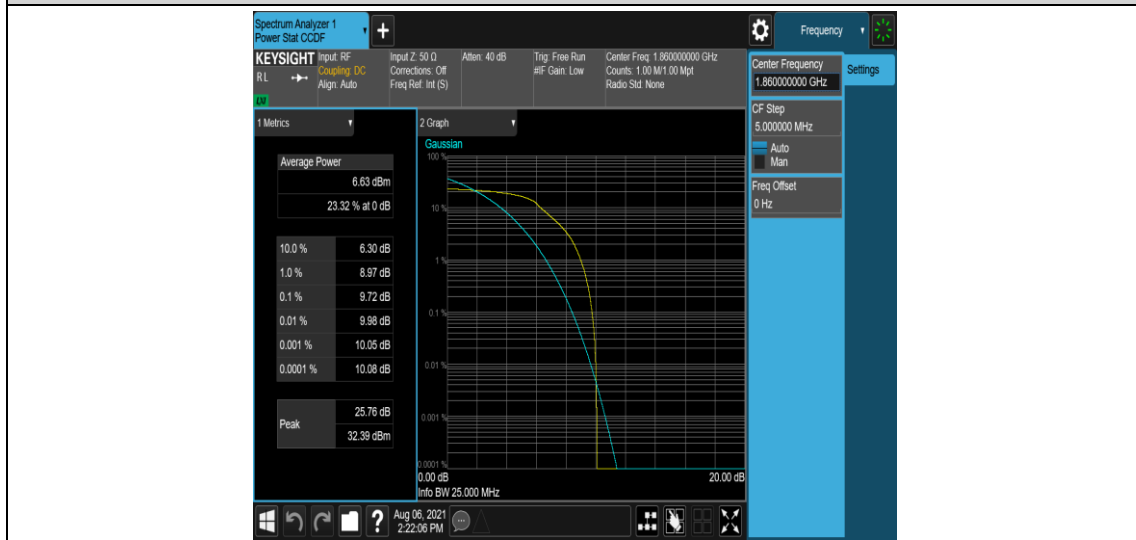 Spectrum Analyzer 1
Power Stat CCDF
+
Frequency
KEYSIGHT
RL
LXI
Input: RF
Coupling: DC
Align: Auto
Input Z: 50 Ω
Corrections: Off
Freq Ref: Int (S)
Atten: 40 dB
Trig: Free Run
#IF Gain: Low
Center Freq: 1.860000000 GHz
Counts: 1.00 M/1.00 Mpt
Radio Std: None
Center Frequency
1.860000000 GHz
Settings
CF Step
5.000000 MHz
Auto
Man
Freq Offset
0 Hz
1 Metrics
Average Power
6.63 dBm
23.32 % at 0 dB
10.0 % 6.30 dB
1.0 % 8.97 dB
0.1 % 9.72 dB
0.01 % 9.98 dB
0.001 % 10.05 dB
0.0001 % 10.08 dB
Peak
25.76 dB
32.39 dBm
2 Graph
Gaussian
100 %
10 %
1 %
0.1 %
0.01 %
0.001 %
0.0001 %
0.00 dB 20.00 dB
Info BW 25.000 MHz
?
Aug 06, 2021
2:22:06 PM